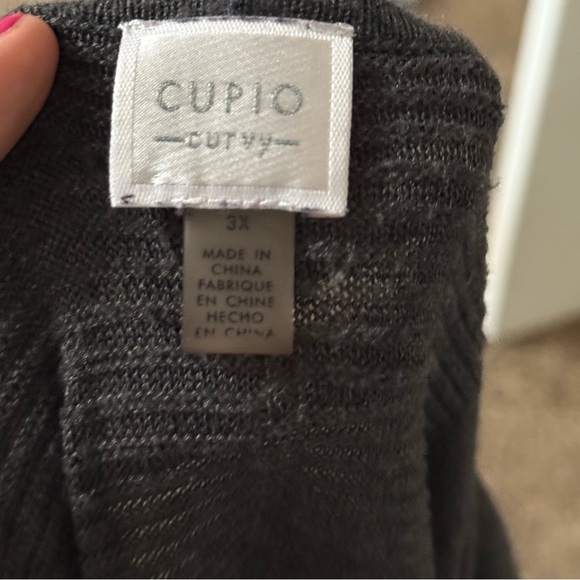 CUPIO
—curvy—
3X
MADE IN
CHINA
FABRIQUE
EN CHINE
HECHO
EN CHINA